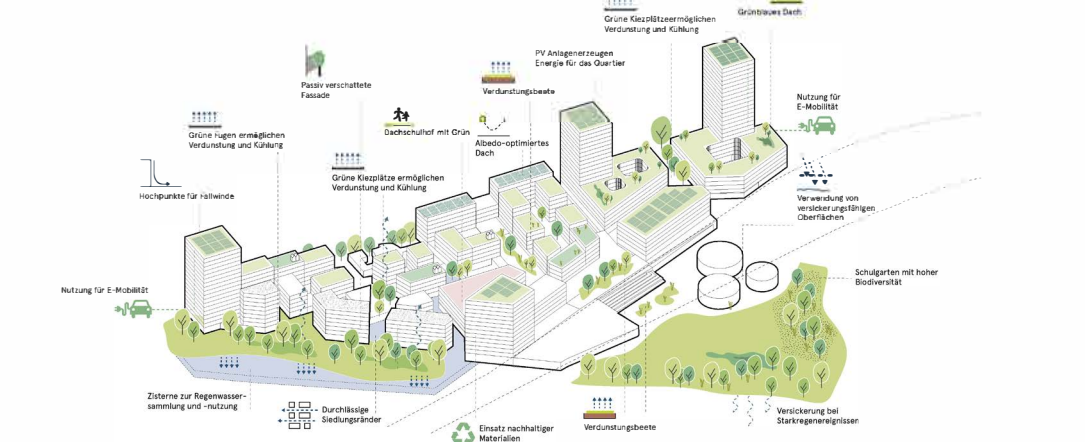 Grüne Kiezplätzeermöglichen
Verdunstung und Kühlung
Grünblaues Dach
PV Anlagenerzeugen
Energie für das Quartier
Passiv verschattete
Fassade
Verdunstungsbeete
Nutzung für
E-Mobilität
Grüne Fugen ermöglichen
Verdunstung und Kühlung
Dachschulhof mit Grün
Albedo-optimiertes
Dach
Grüne Kiezplätze ermöglichen
Verdunstung und Kühlung
Hochpunkte für Fallwinde
Verwendung von
versickerungsfähigen
Oberflächen
Schulgarten mit hoher
Biodiversität
Nutzung für E-Mobilität
Zisterne zur Regenwasser-
sammlung und -nutzung
Durchlässige
Siedlungsränder
Einsatz nachhaltiger
Materialien
Verdunstungsbeete
Versickerung bei
Starkregenereignissen